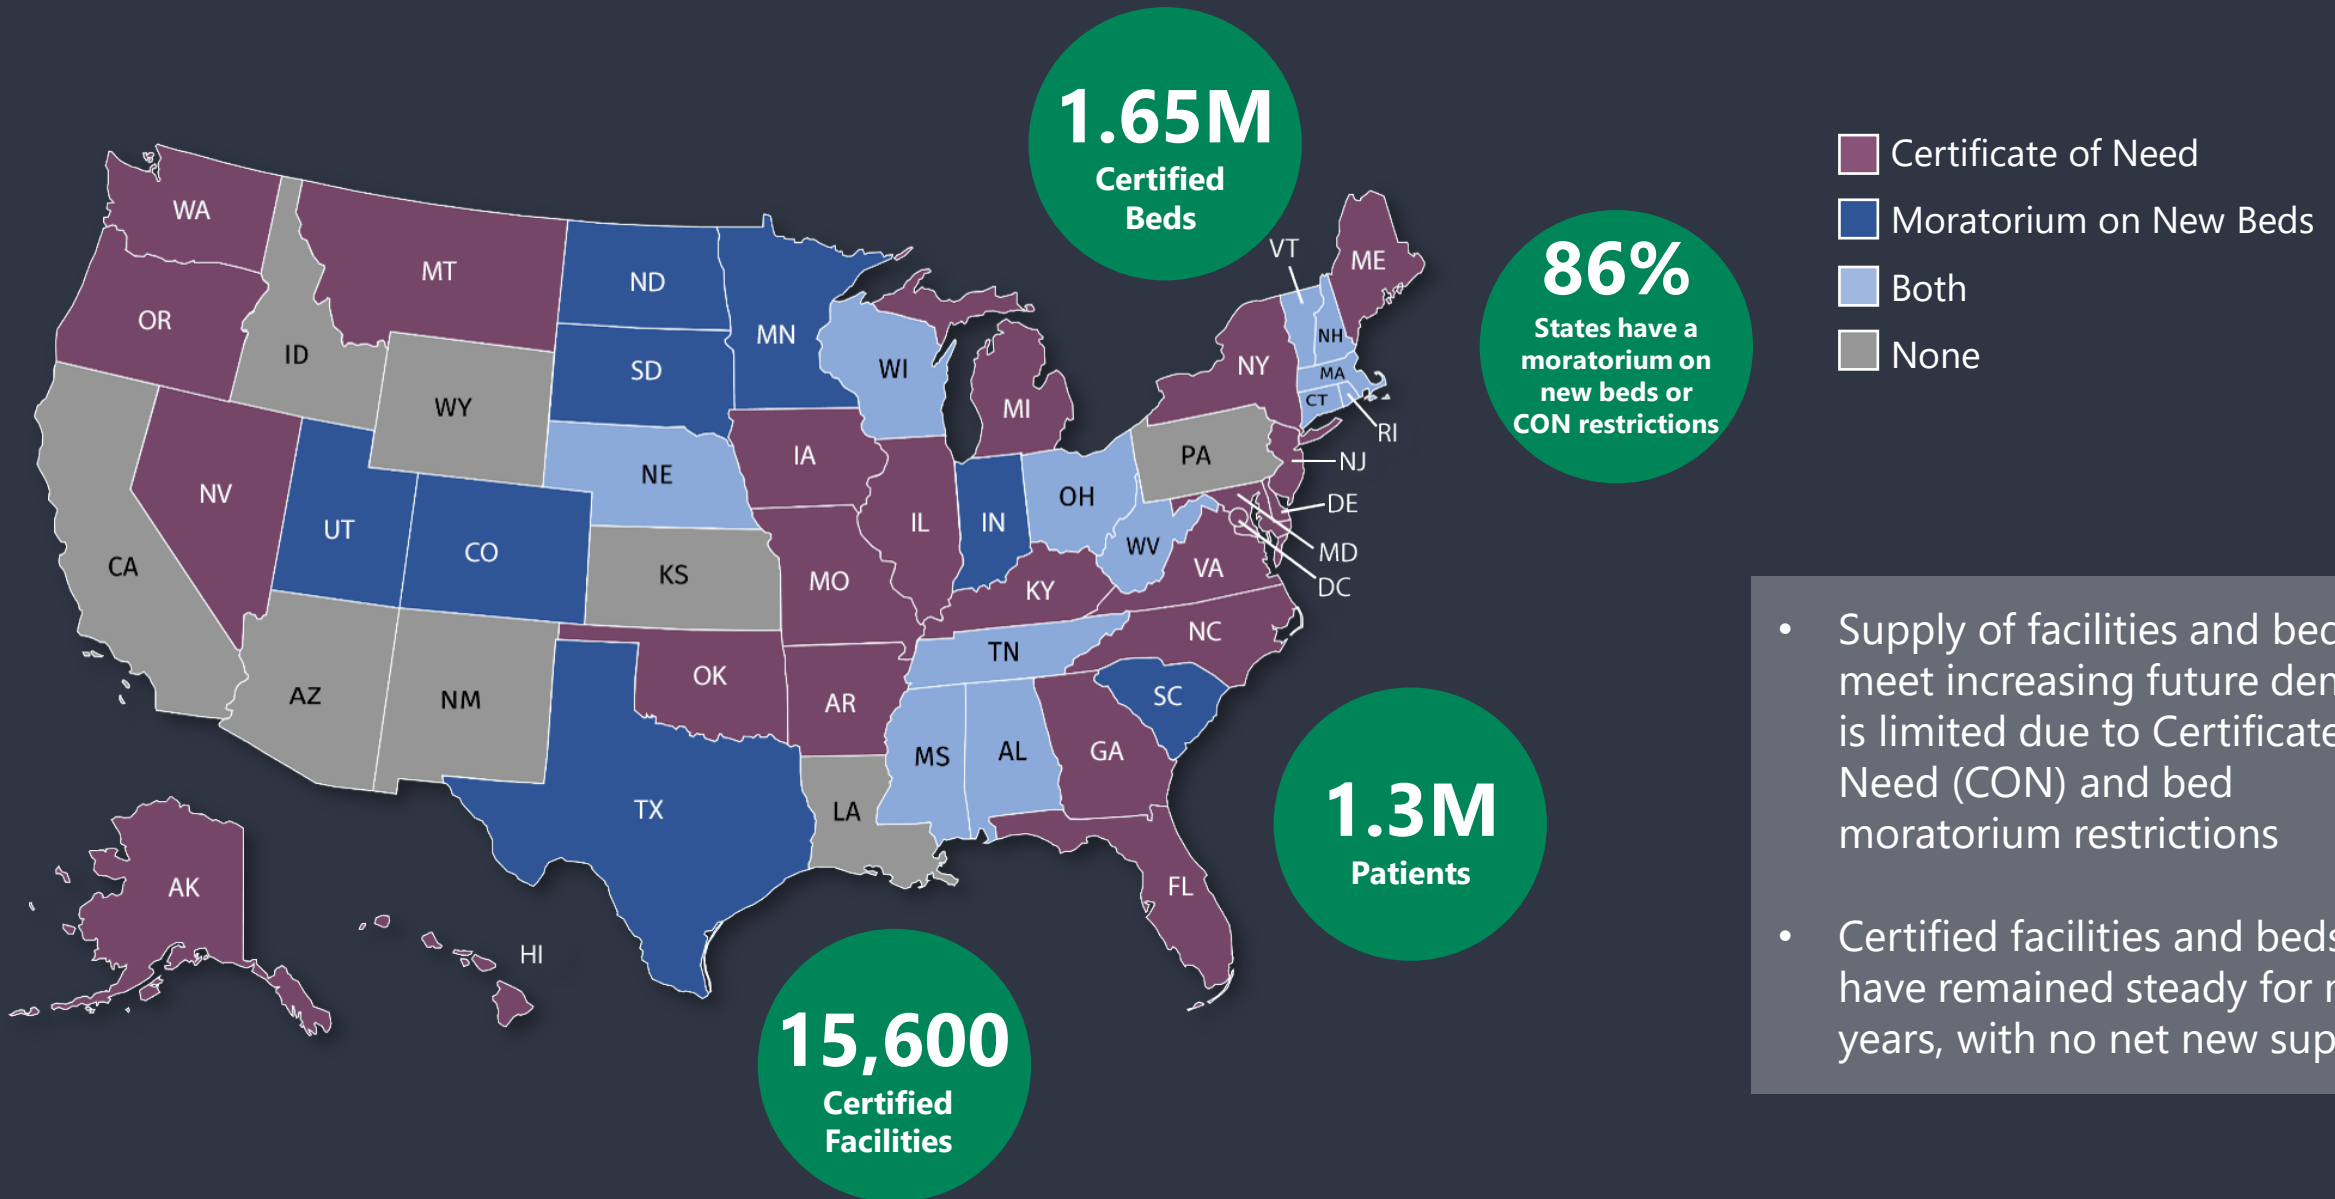 1.65M
Certified
Beds
86%
States have a
moratorium on
new beds or
CON restrictions
Certificate of Need
Moratorium on New Beds
Both
None
WA
MT
ND
MN
VT
ME
OR
ID
SD
WI
NH
NY
MA
WY
MI
CT
RI
NE
IA
PA
NJ
NV
UT
CO
IL
IN
OH
DE
CA
KS
MO
WV
VA
MD
KY
DC
NC
TN
OK
AZ
NM
AR
SC
MS
AL
GA
TX
LA
AK
FL
HI
1.3M
Patients
15,600
Certified
Facilities
• Supply of facilities and
meet increasing future
is limited due to
Need (CON) and bed
moratorium restrictions
• Certified facilities and beds
have remained steady for
years, with no net new